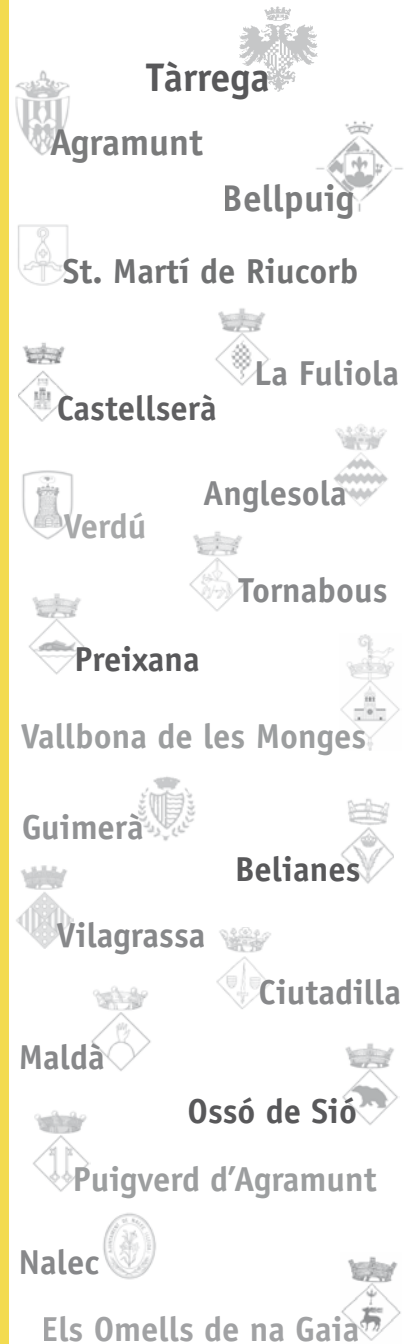 Tàrrega
Agramunt
Bellpuig
St. Martí de Riucorb
La Fuliola
Castellserà
Anglesola
Verdú
Tornabous
Preixana
Vallbona de les Monges
Guimerà
Belianes
Vilagrassa
Ciutadilla
Maldà
Ossó de Sió
Puigverd d'Agramunt
Nalec
Els Omells de na Gaia